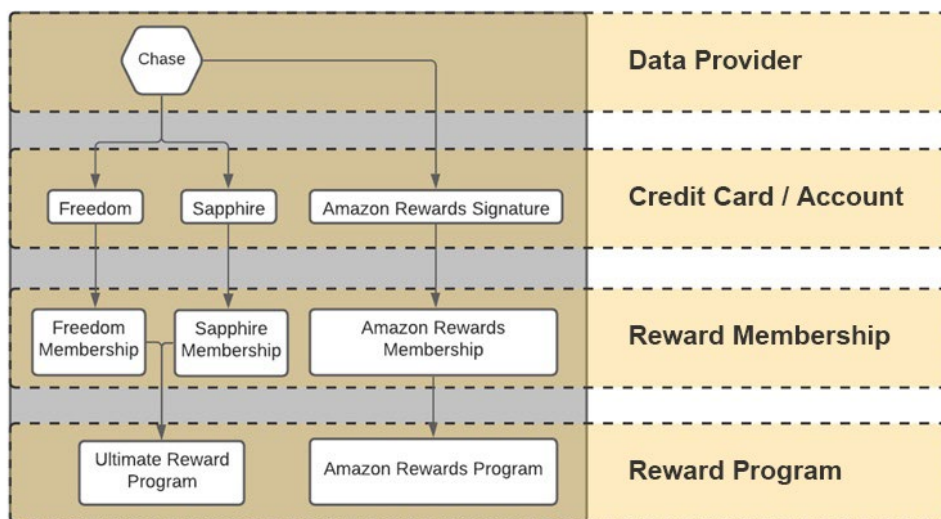 Chase
Data Provider
Freedom
Sapphire
Amazon Rewards Signature
Credit Card / Account
Freedom
Membership
Sapphire
Membership
Amazon Rewards
Membership
Reward Membership
Ultimate Reward
Program
Amazon Rewards Program
Reward Program